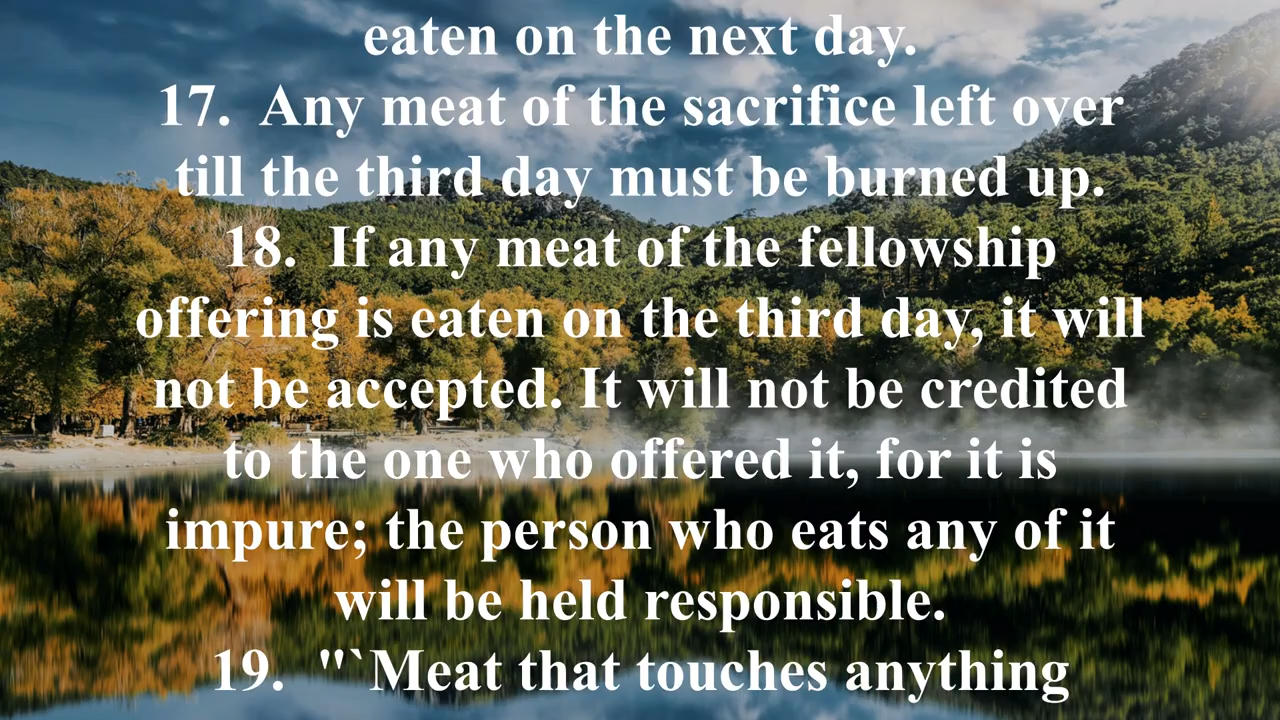 eaten on the next day.
17.  Any meat of the sacrifice left over
till the third day must be burned up.
18.  If any meat of the fellowship
offering is eaten on the third day, it will
not be accepted. It will not be credited
to the one who offered it, for it is
impure; the person who eats any of it
will be held responsible.
19.   "`Meat that touches anything